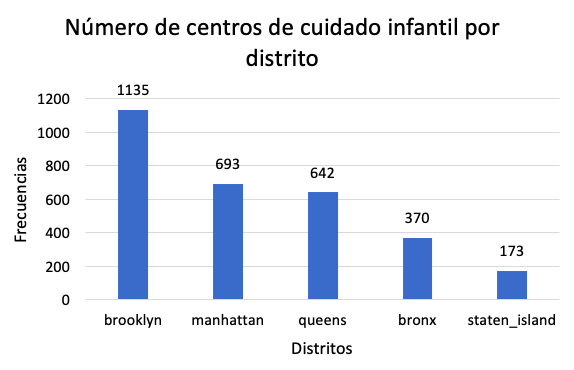 Número de centros de cuidado infantil por
distrito
1135
693
642
370
173
1200
1000
800
600
400
200
0
Frecuencias
brooklyn manhattan queens bronx staten_island
Distritos